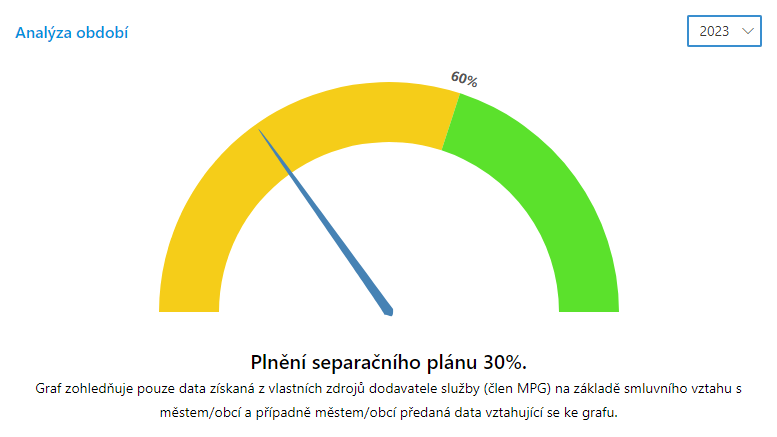 Analýza období
2023
60%
Plnění separačního plánu 30%.
Graf zohledňuje pouze data získaná z vlastních zdrojů dodavatele služby (člen MPG) na základě smluvního vztahu s
městem/obcí a případně městem/obcí předaná data vztahující se ke grafu.